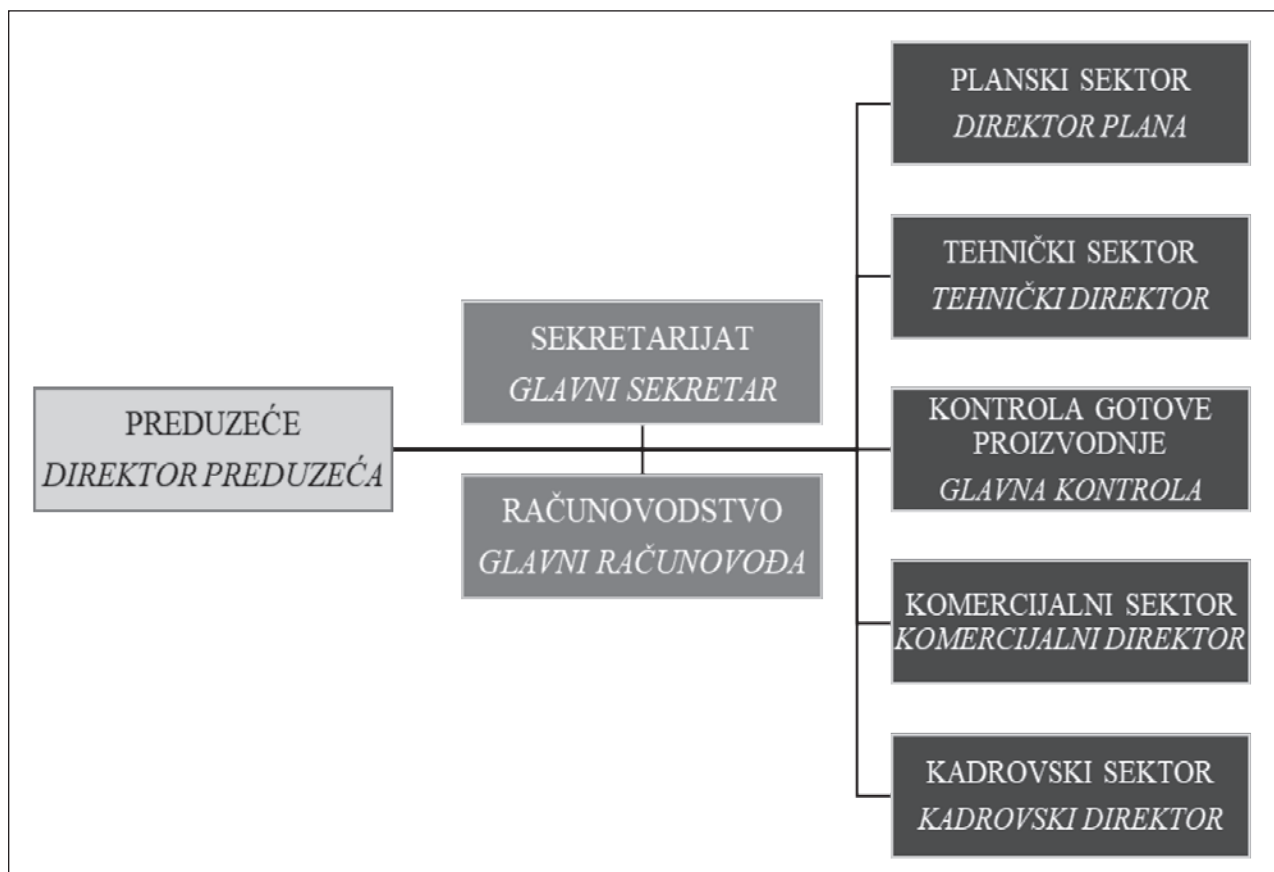 PREDUZEĆE
DIREKTOR PREDUZEĆA
SEKRETARIJAT
GLAVNI SEKRETAR
RAČUNOVODSTVO
GLAVNI RAČUNOVOĐA
PLANSKI SEKTOR
DIREKTOR PLANA
TEHNIČKI SEKTOR
TEHNIČKI DIREKTOR
KONTROLA GOTOVE
PROIZVODNJE
GLAVNA KONTROLA
KOMERCIJALNI SEKTOR
KOMERCIJALNI DIREKTOR
KADROVSKI SEKTOR
KADROVSKI DIREKTOR